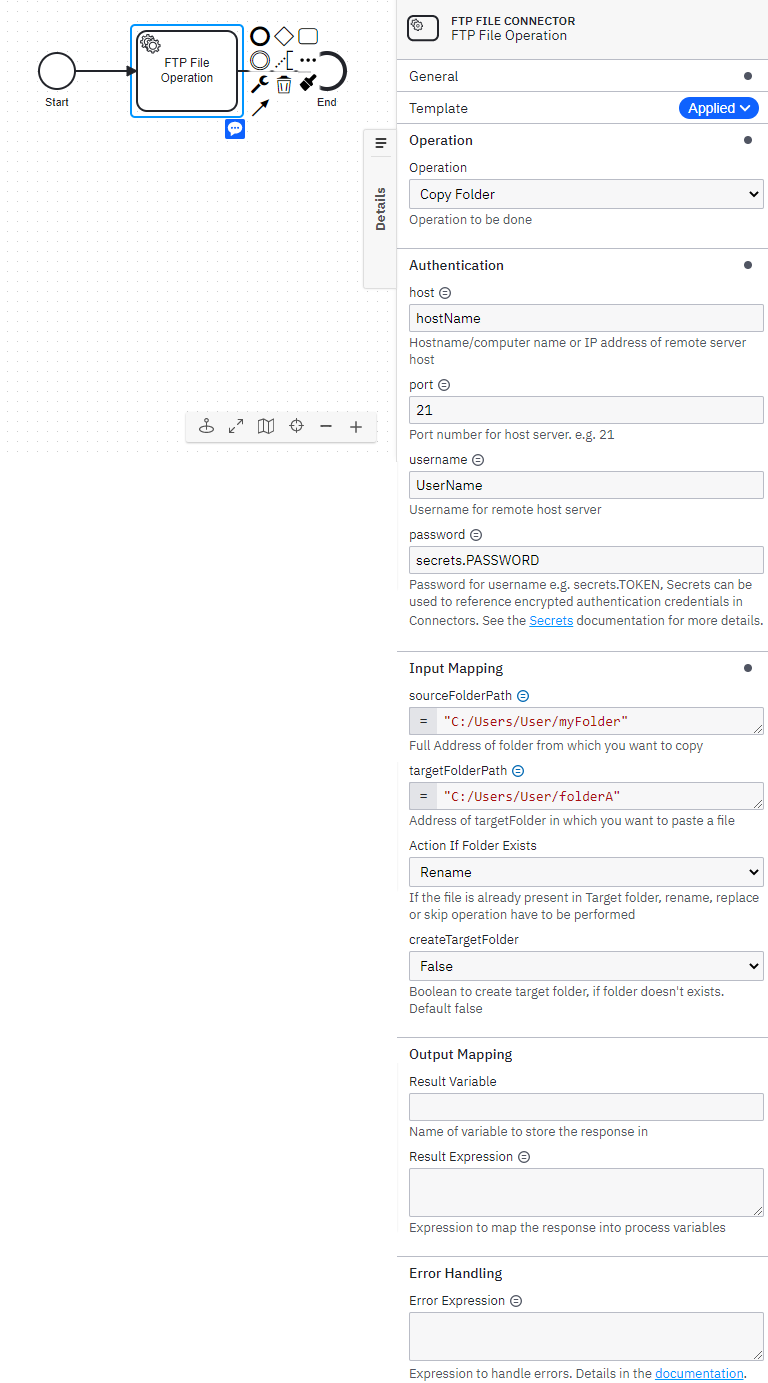 FTP File
Operation
Start
End
Details
FTP FILE CONNECTOR
FTP File Operation
General
Template
Applied
Operation
Operation
Copy Folder
Operation to be done
Authentication
host
hostName
Hostname/computer name or IP address of remote server
host
port
21
Port number for host server. e.g. 21
username
UserName
Username for remote host server
password
secrets.PASSWORD
Password for username e.g. secrets.TOKEN, Secrets can be
used to reference encrypted authentication credentials in
Connectors. See the Secrets documentation for more details.
Input Mapping
sourceFolderPath
= "C:/Users/User/myFolder"
Full Address of folder from which you want to copy
targetFolderPath
= "C:/Users/User/folderA"
Address of targetFolder in which you want to paste a file
Action If Folder Exists
Rename
If the file is already present in Target folder, rename, replace
or skip operation have to be performed
createTargetFolder
False
Boolean to create target folder, if folder doesn't exists.
Default false
Output Mapping
Result Variable
Name of variable to store the response in
Result Expression
Expression to map the response into process variables
Error Handling
Error Expression
Expression to handle errors. Details in the documentation.